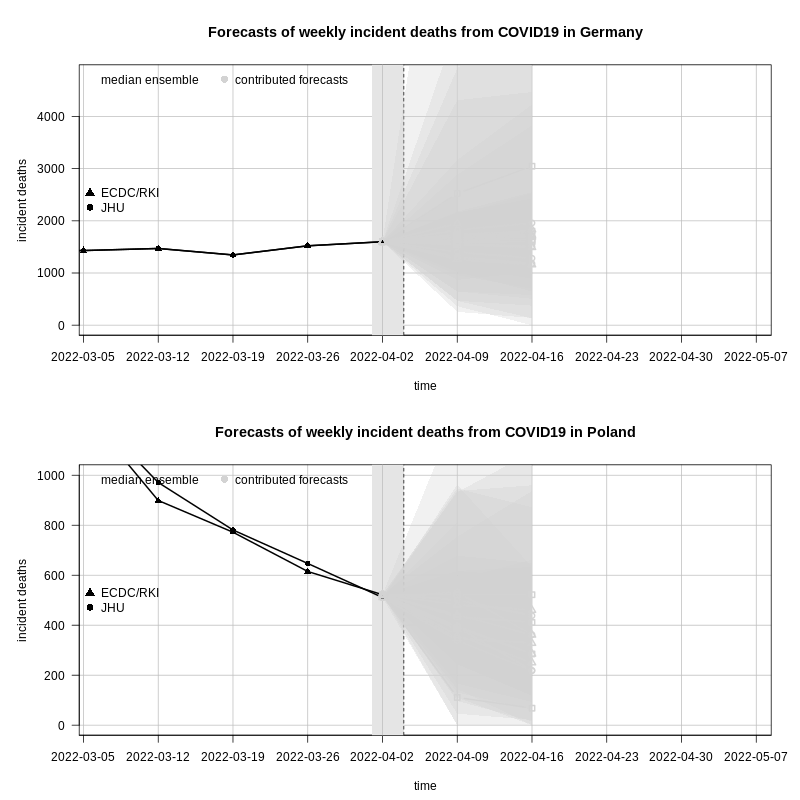 Forecasts of weekly incident deaths from COVID19 in Germany
median ensemble contributed forecasts
4000
3000
2000
1000
0
incident deaths
ECDC/RKI
JHU
2022-03-05 2022-03-12 2022-03-19 2022-03-26 2022-04-02 2022-04-09 2022-04-16 2022-04-23 2022-04-30 2022-05-07
time
Forecasts of weekly incident deaths from COVID19 in Poland
median ensemble contributed forecasts
1000
800
600
400
200
0
incident deaths
ECDC/RKI
JHU
2022-03-05 2022-03-12 2022-03-19 2022-03-26 2022-04-02 2022-04-09 2022-04-16 2022-04-23 2022-04-30 2022-05-07
time